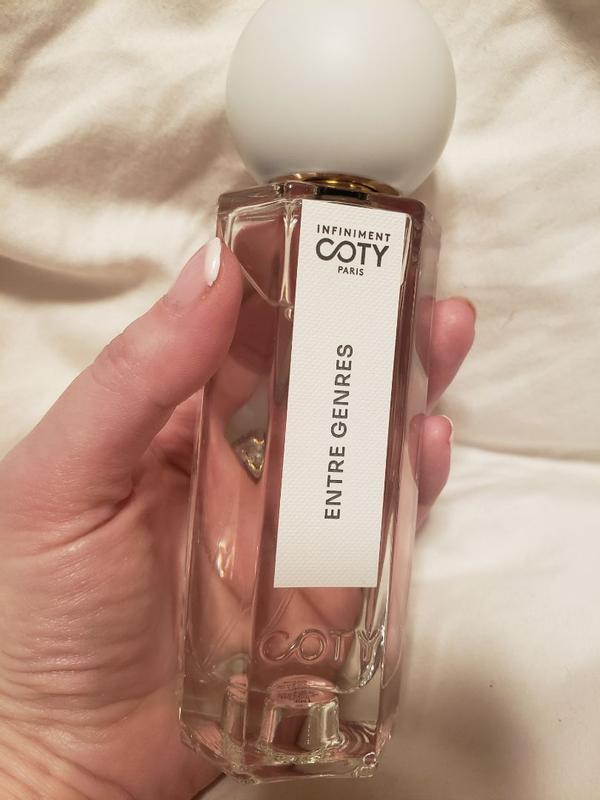 INFINIMENT
COTY
PARIS
ENTRE GENRES
COTY